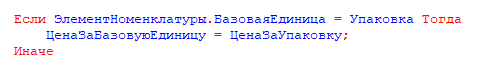 Если ЭлементНоменклатуры.БазоваяЕдиница = Упаковка Тогда
ЦенаЗаБазовуюЕдиницу = ЦенаЗаУпаковку;
Иначе